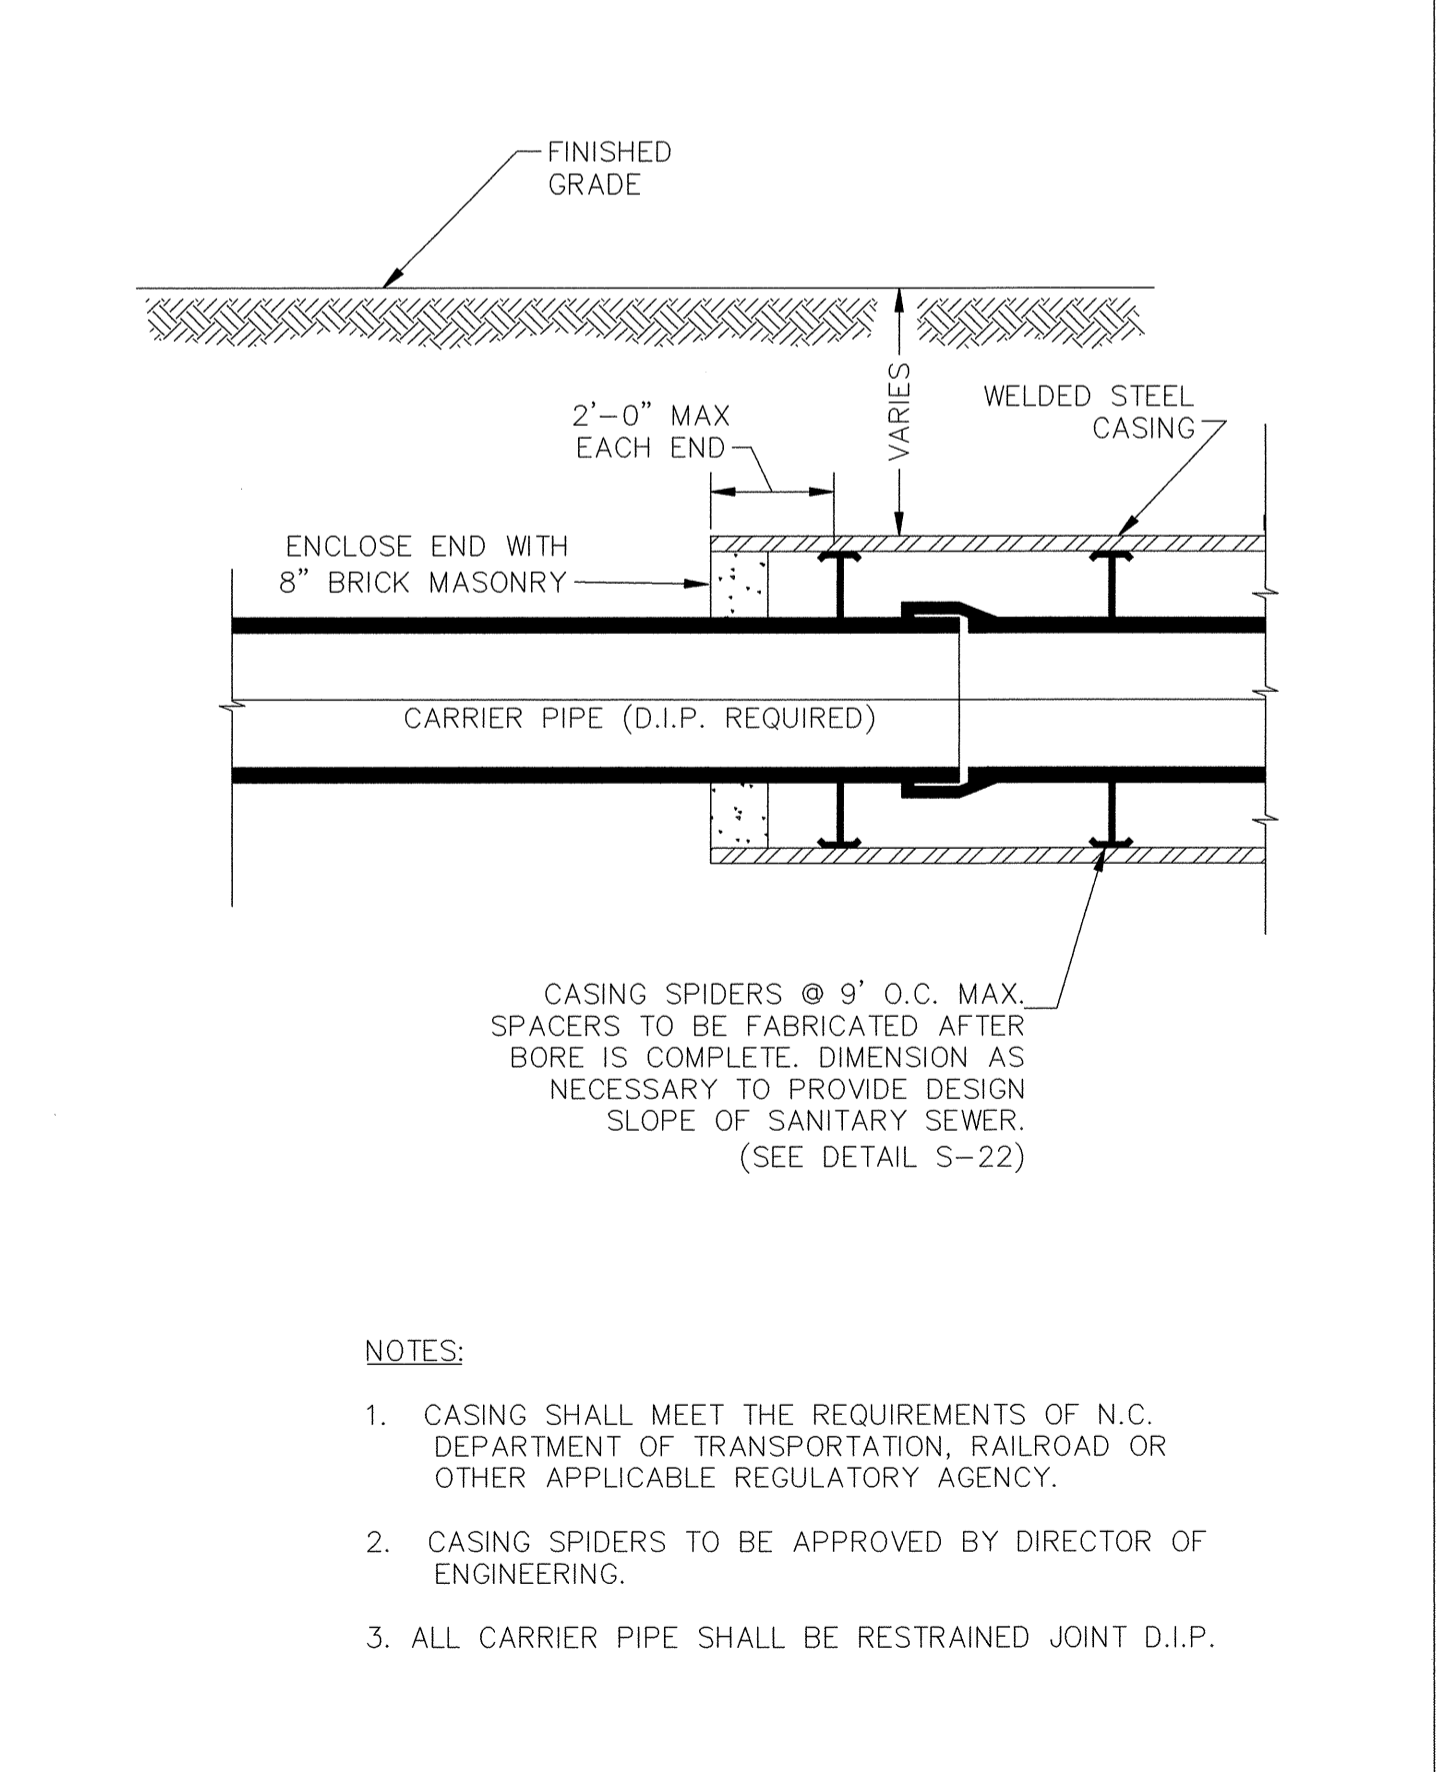 FINISHED
GRADE
VARIES
WELDED STEEL
CASING
2'-0" MAX
EACH END
ENCLOSE END WITH
8" BRICK MASONRY
CARRIER PIPE (D.I.P. REQUIRED)
CASING SPIDERS @ 9' O.C. MAX.
SPACERS TO BE FABRICATED AFTER
BORE IS COMPLETE. DIMENSION AS
NECESSARY TO PROVIDE DESIGN
SLOPE OF SANITARY SEWER.
(SEE DETAIL S-22)
NOTES:
1. CASING SHALL MEET THE REQUIREMENTS OF N.C.
DEPARTMENT OF TRANSPORTATION, RAILROAD OR
OTHER APPLICABLE REGULATORY AGENCY.
2. CASING SPIDERS TO BE APPROVED BY DIRECTOR OF
ENGINEERING.
3. ALL CARRIER PIPE SHALL BE RESTRAINED JOINT D.I.P.